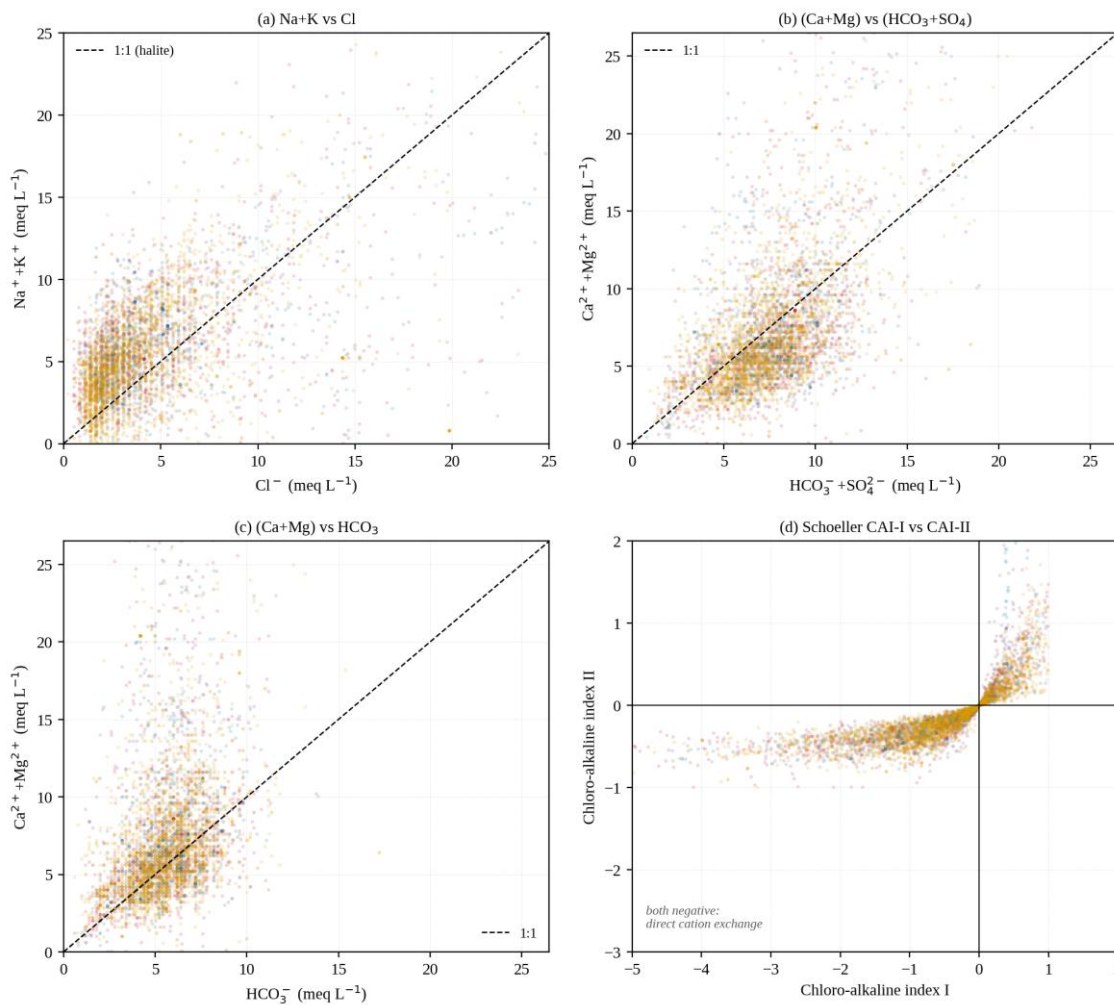 (a) Na+K vs Cl
1:1 (halite)
25
20
15
10
5
0
Na⁺+K⁺ (meq L⁻¹)
0 5 10 15 20 25
Cl⁻ (meq L⁻¹)
(b) (Ca+Mg) vs (HCO₃+SO₄)
1:1
25
20
15
10
5
0
Ca²⁺+Mg²⁺ (meq L⁻¹)
0 5 10 15 20 25
HCO₃⁻+SO₄²⁻ (meq L⁻¹)
(c) (Ca+Mg) vs HCO₃
25
20
15
10
5
0
Ca²⁺+Mg²⁺ (meq L⁻¹)
1:1
0 5 10 15 20 25
HCO₃⁻ (meq L⁻¹)
(d) Schoeller CAI-I vs CAI-II
2
1
0
−1
−2
−3
Chloro-alkaline index II
both negative:
direct cation exchange
−5 −4 −3 −2 −1 0 1
Chloro-alkaline index I